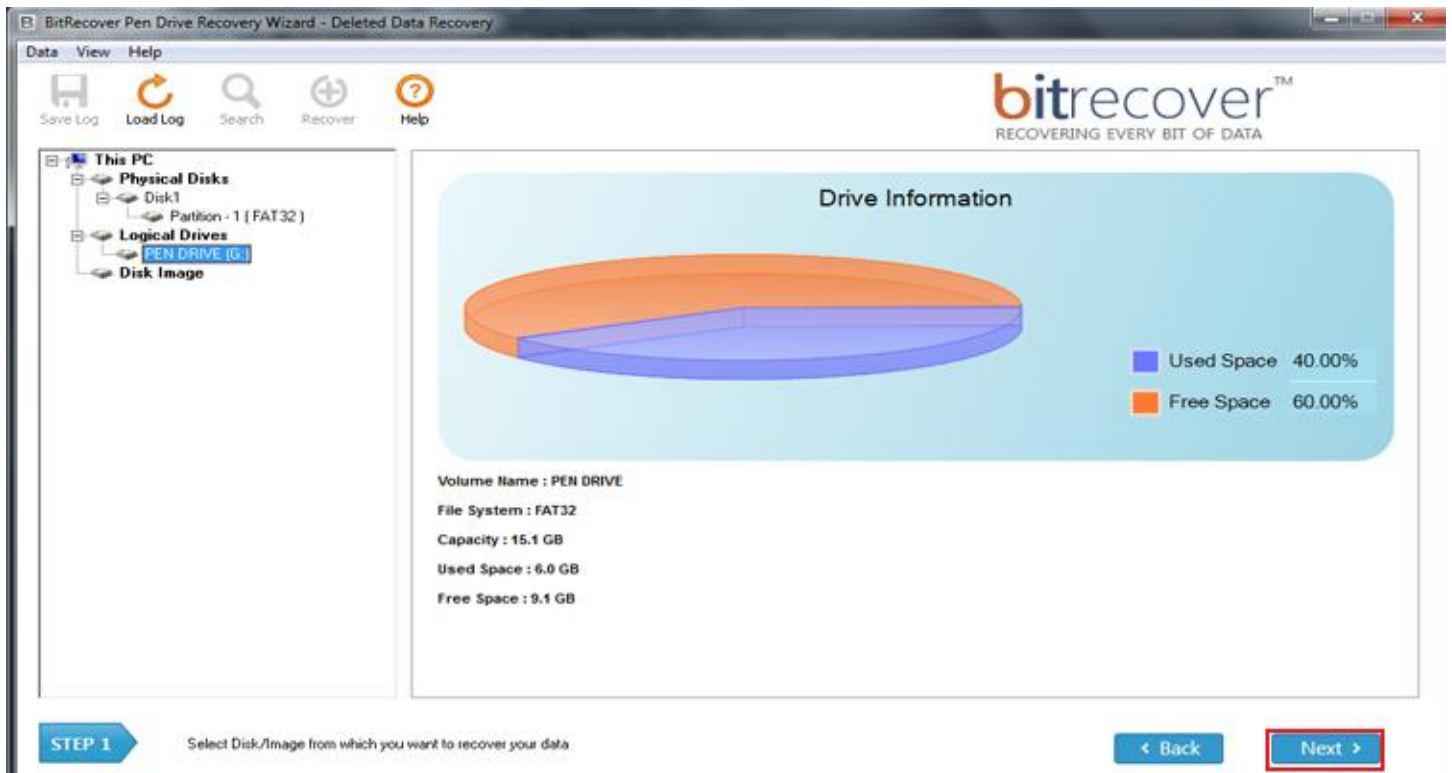 BitRecover Pen Drive Recovery Wizard - Deleted Data Recovery
Data View Help
Save Log Load Log Search Recover Help
bitrecover™
RECOVERING EVERY BIT OF DATA
This PC
Physical Disks
Disk1
Partition - 1 ( FAT32 )
Logical Drives
PEN DRIVE (G:)
Disk Image
Drive Information
Used Space 40.00%
Free Space 60.00%
Volume Name : PEN DRIVE
File System : FAT32
Capacity : 15.1 GB
Used Space : 6.0 GB
Free Space : 9.1 GB
STEP 1
Select Disk/Image from which you want to recover your data
< Back
Next >